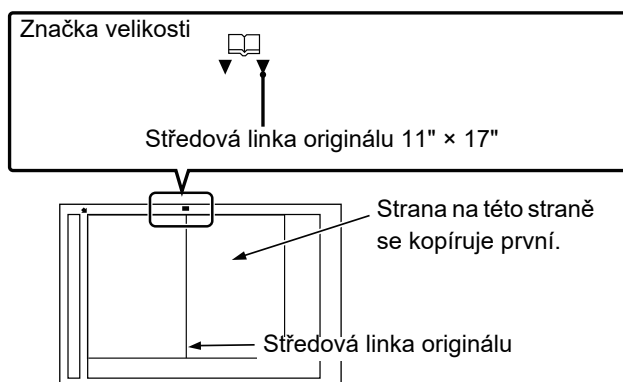 Značka velikosti
Středová linka originálu 11" × 17"
Strana na této straně
se kopíruje první.
Středová linka originálu